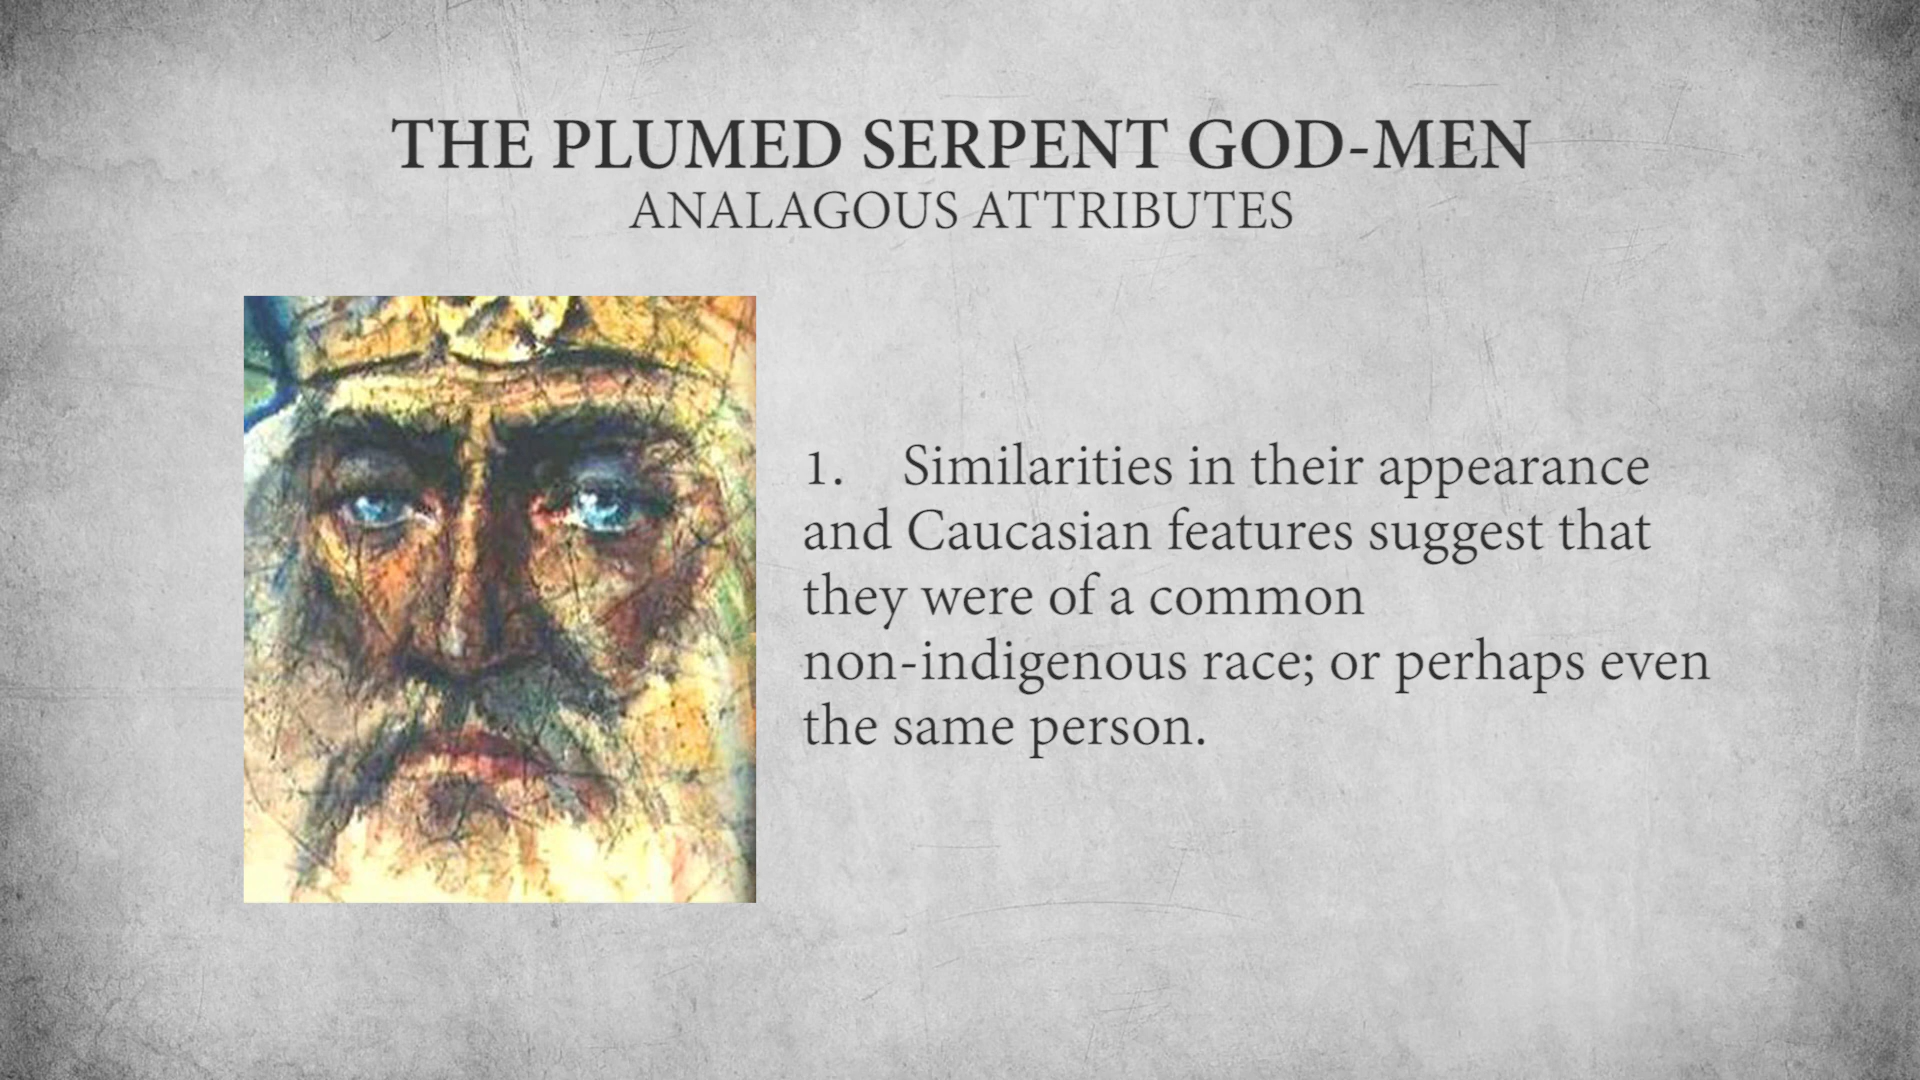 THE PLUMED SERPENT GOD-MEN
ANALAGOUS ATTRIBUTES
1. Similarities in their appearance
and Caucasian features suggest that
they were of a common
non-indigenous race; or perhaps even
the same person.